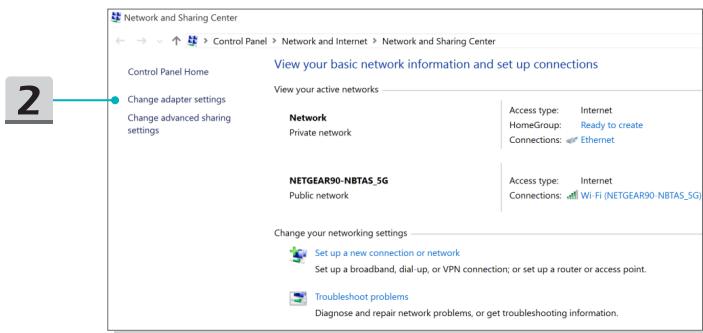 Network and Sharing Center
Control Panel > Network and Internet > Network and Sharing Center
Control Panel Home
2
Change adapter settings
Change advanced sharing
settings
View your basic network information and set up connections
View your active networks
Network
Private network
Access type: Internet
HomeGroup: Ready to create
Connections: Ethernet
NETGEAR90-NBTAS_5G
Public network
Access type: Internet
Connections: Wi-Fi (NETGEAR90-NBTAS_5G)
Change your networking settings
Set up a new connection or network
Set up a broadband, dial-up, or VPN connection; or set up a router or access point.
Troubleshoot problems
Diagnose and repair network problems, or get troubleshooting information.